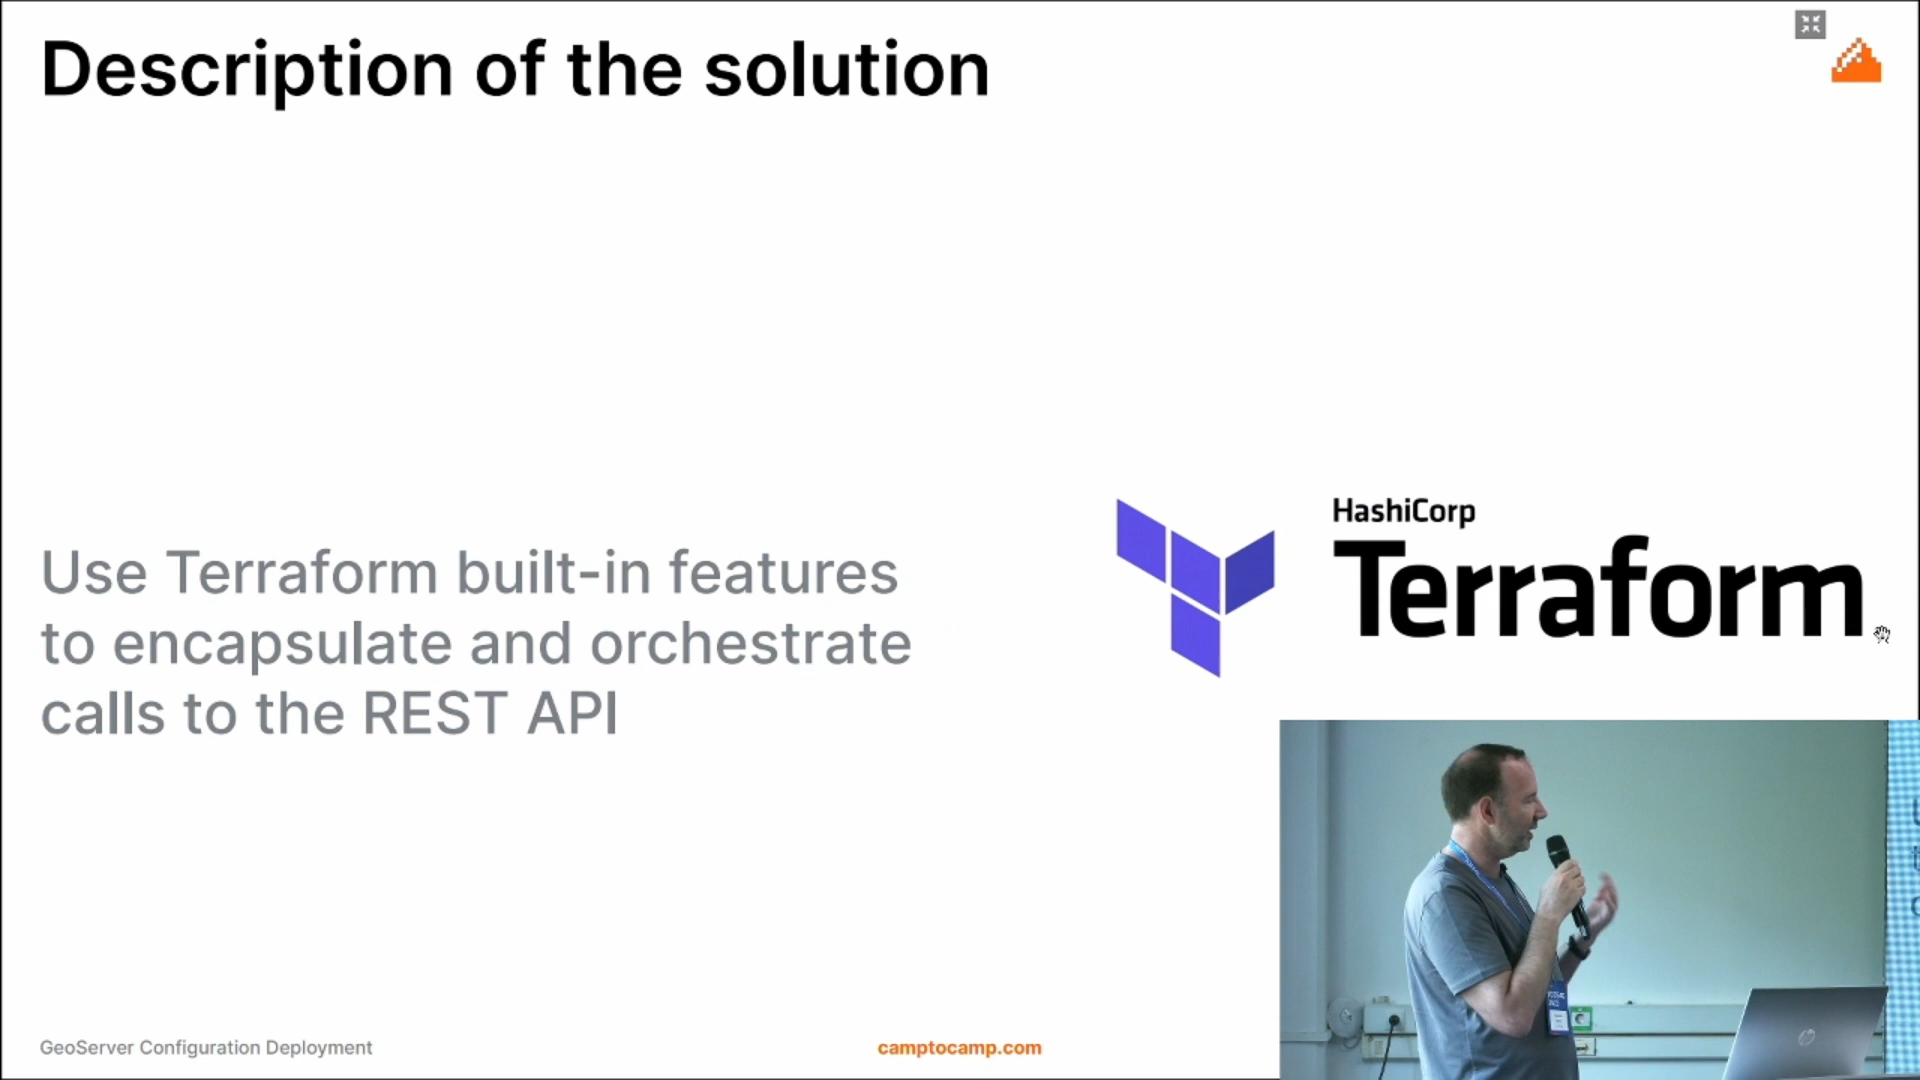 Description of the solution
HashiCorp
Terraform
Use Terraform built-in features
to encapsulate and orchestrate
calls to the REST API
GeoServer Configuration Deployment
camptocamp.com